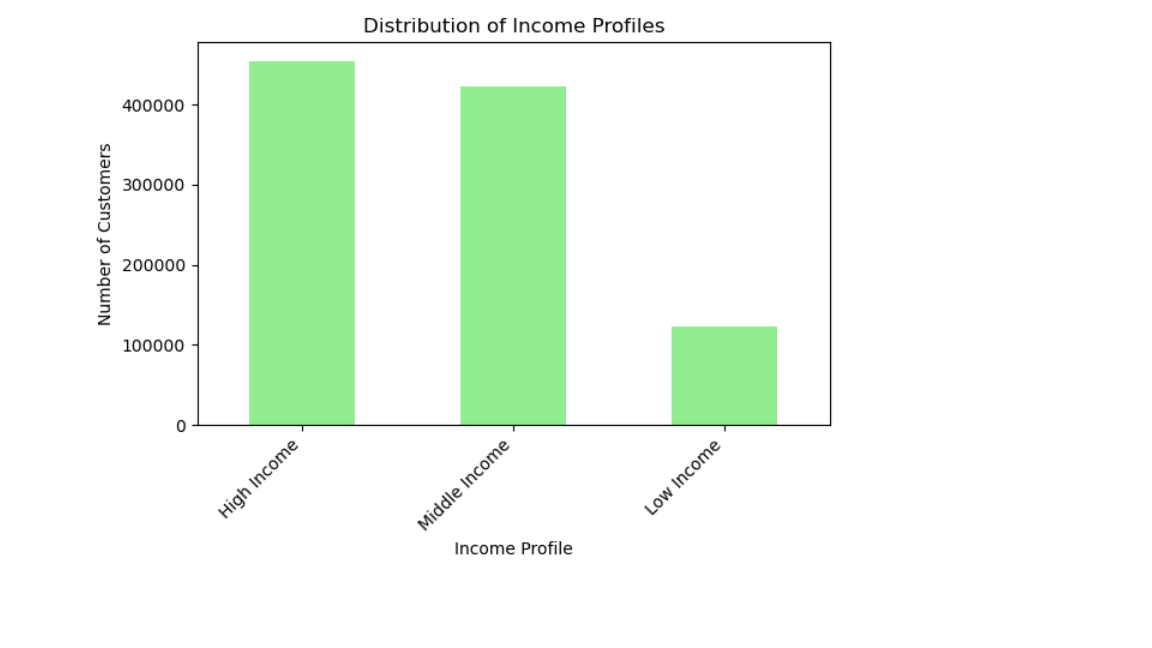 Distribution of Income Profiles
Number of Customers
400000
300000
200000
100000
0
High Income
Middle Income
Low Income
Income Profile